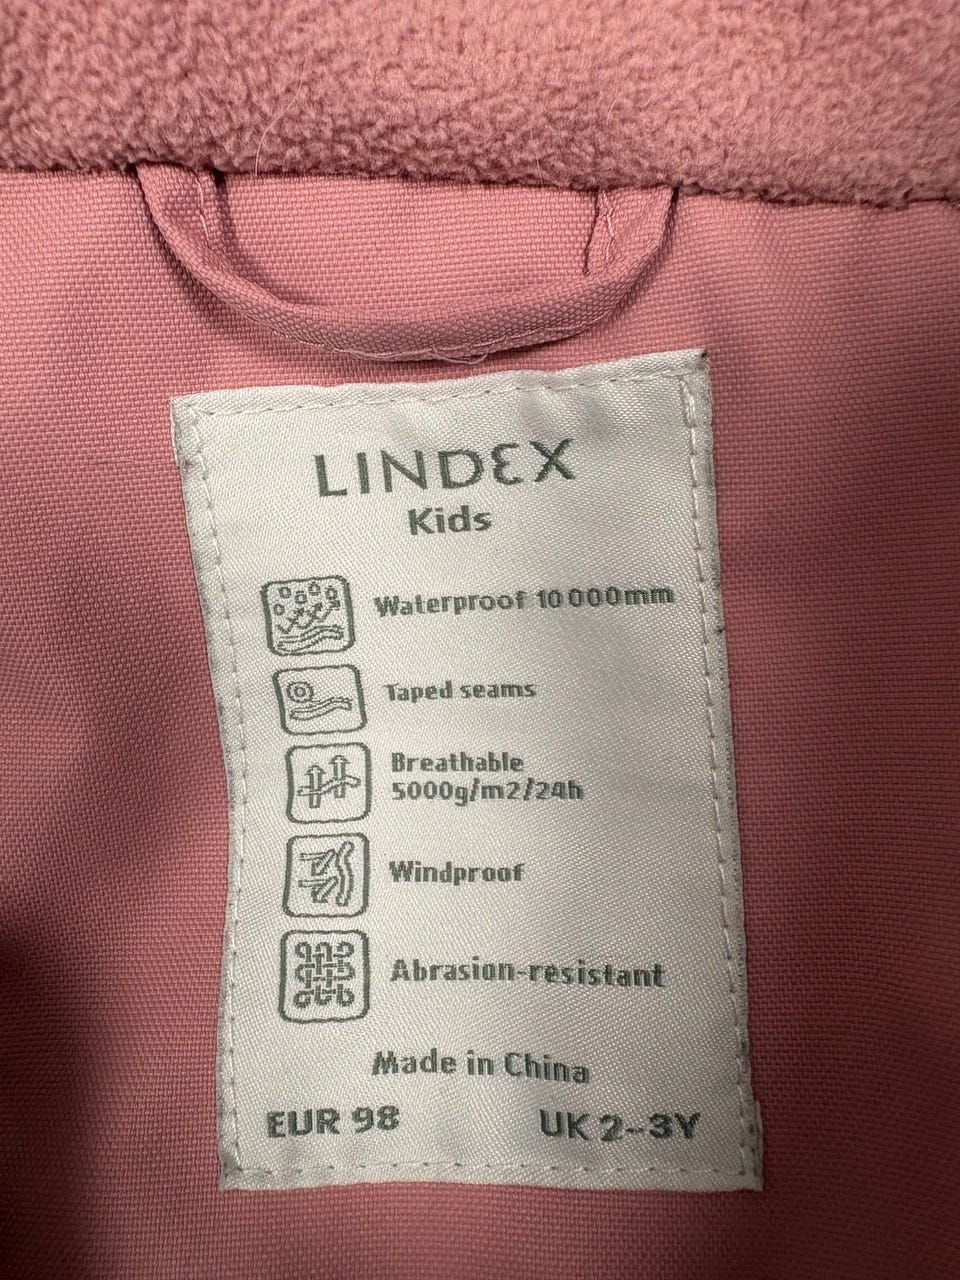 LINDEX
Kids
Waterproof 10 000mm
Taped seams
Breathable
5000g/m2/24h
Windproof
Abrasion-resistant
Made in China
EUR 98 UK 2-3Y